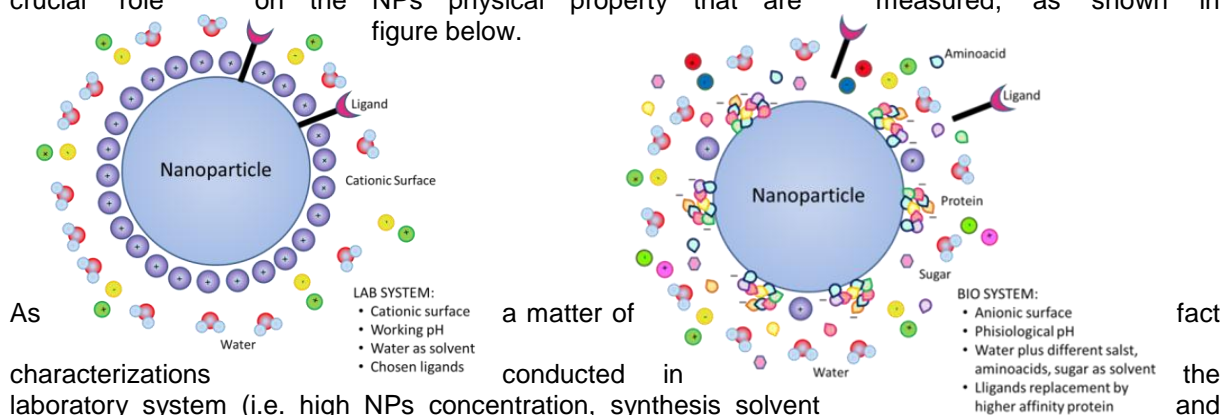 crucial role on the NPs physical property that are measured, as shown in
figure below.
Ligand
Nanoparticle
Cationic Surface
LAB SYSTEM:
• Cationic surface
• Working pH
• Water as solvent
• Chosen ligands
Water
Aminoacid
Ligand
Nanoparticle
Protein
Sugar
BIO SYSTEM:
• Anionic surface
• Phisiological pH
• Water plus different salst,
aminoacids, sugar as solvent
• Lligands replacement by
higher affinity protein
Water
As a matter of fact
characterizations conducted in the
laboratory system (i.e. high NPs concentration, synthesis solvent and